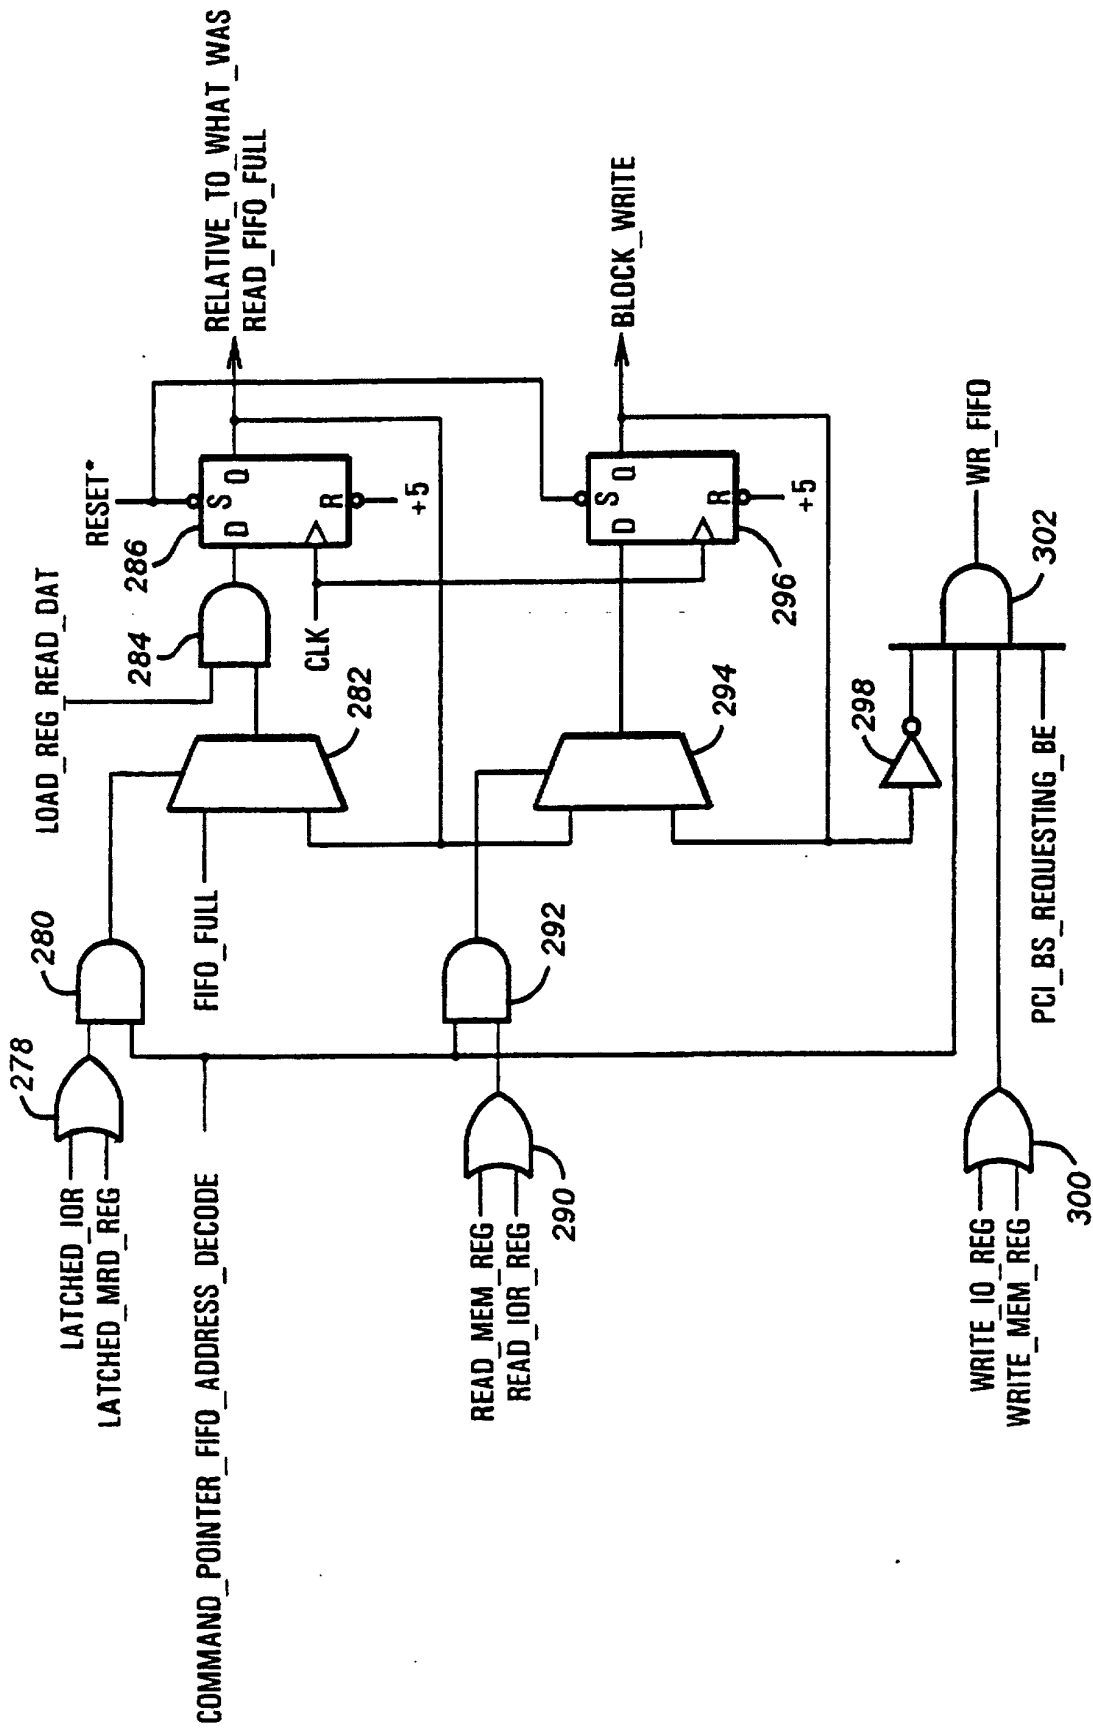 LATCHED_IOR
LATCHED_MRD_REG
278
280
COMMAND_POINTER_FIFO_ADDRESS_DECODE
FIFO_FULL
LOAD_REG_READ_DAT
282
284
286
RESET*
CLK
D
S
Q
R
+5
RELATIVE_TO_WHAT_WAS
READ_FIFO_FULL
READ_MEM_REG
READ_IOR_REG
290
292
294
296
D
S
Q
R
+5
BLOCK_WRITE
298
WRITE_IO_REG
WRITE_MEM_REG
300
PCI_BS_REQUESTING_BE
302
WR_FIFO